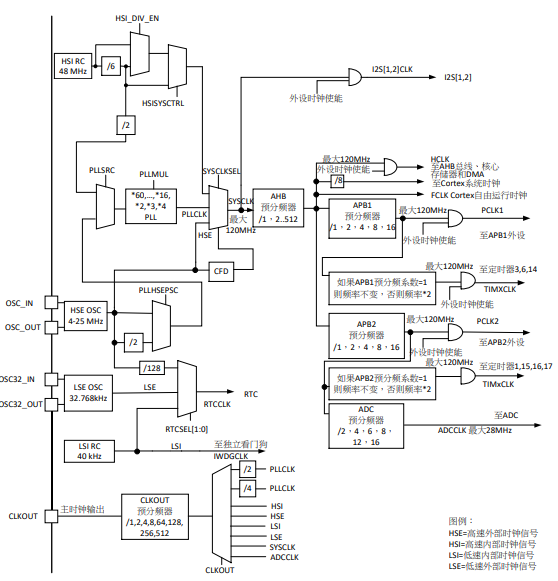 HSI_DIV_EN
HSI RC
48 MHz
/6
HSISYSCTRL
/2
I2S[1,2]CLK
I2S[1,2]
外设时钟使能
PLLSRC
PLLMUL
*60,…, *16,
*2,*3,*4
PLL
PLLCLK
SYSCLKSEL
HSE
SYSCLK
最大
120MHz
AHB
预分频器
/1，2..512
最大120MHz
外设时钟使能
HCLK
至AHB总线、核心
存储器和DMA
/8
至Cortex系统时钟
FCLK Cortex自由运行时钟
APB1
预分频器
/1，2，4，8，16
最大120MHz
PCLK1
外设时钟使能
至APB1外设
CFD
最大120MHz
至定时器3,6,14
如果APB1预分频系数=1
则频率不变，否则频率*2
TIMXCLK
外设时钟使能
OSC_IN
OSC_OUT
HSE OSC
4-25 MHz
PLLHSEPSC
/2
APB2
预分频器
/1，2，4，8，16
最大120MHz
PCLK2
外设时钟使能
至APB2外设
/128
OSC32_IN
OSC32_OUT
LSE OSC
32.768kHz
LSE
RTCSEL[1:0]
RTCCLK
RTC
最大120MHz
至定时器1,15,16,17
如果APB2预分频系数=1
则频率不变，否则频率*2
TIMxCLK
外设时钟使能
ADC
预分频器
/2，4，6，8，
12，16
至ADC
ADCCLK 最大28MHz
LSI RC
40 kHz
LSI
至独立看门狗
IWDGCLK
/2
PLLCLK
/4
PLLCLK
HSI
HSE
LSI
LSE
SYSCLK
ADCCLK
CLKOUT
主时钟输出
CLKOUT
预分频器
/1,2,4,8,64,128,
256,512
CLKOUT
图例：
HSE=高速外部时钟信号
HSI=高速内部时钟信号
LSI=低速内部时钟信号
LSE=低速外部时钟信号